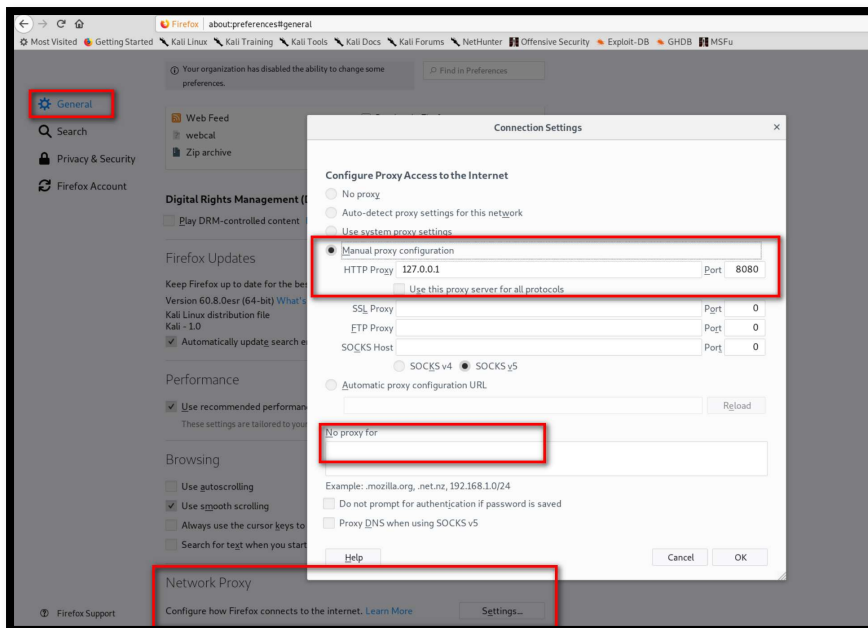 Firefox about:preferences#general
Most Visited Getting Started Kali Linux Kali Training Kali Tools Kali Docs Kali Forums NetHunter Offensive Security Exploit-DB GHDB MSFu
Your organization has disabled the ability to change some
preferences.
Find in Preferences
General
Search
Privacy & Security
Firefox Account
Web Feed
webcal
Zip archive
Digital Rights Management (
Play DRM-controlled content
Firefox Updates
Keep Firefox up to date for the be
Version 60.8.0esr (64-bit) What's
Kali Linux distribution file
Kali - 1.0
Automatically update search e
Performance
Use recommended performan
These settings are tailored to your
Browsing
Use autoscrolling
Use smooth scrolling
Always use the cursor keys to
Search for text when you start
Network Proxy
Configure how Firefox connects to the internet. Learn More Settings...
Firefox Support
Connection Settings
Configure Proxy Access to the Internet
No proxy
Auto-detect proxy settings for this network
Use system proxy settings
Manual proxy configuration
HTTP Proxy 127.0.0.1 Port 8080
Use this proxy server for all protocols
SSL Proxy Port 0
FTP Proxy Port 0
SOCKS Host Port 0
SOCKS v4 SOCKS v5
Automatic proxy configuration URL
Reload
No proxy for
Example: .mozilla.org, .net.nz, 192.168.1.0/24
Do not prompt for authentication if password is saved
Proxy DNS when using SOCKS v5
Help Cancel OK